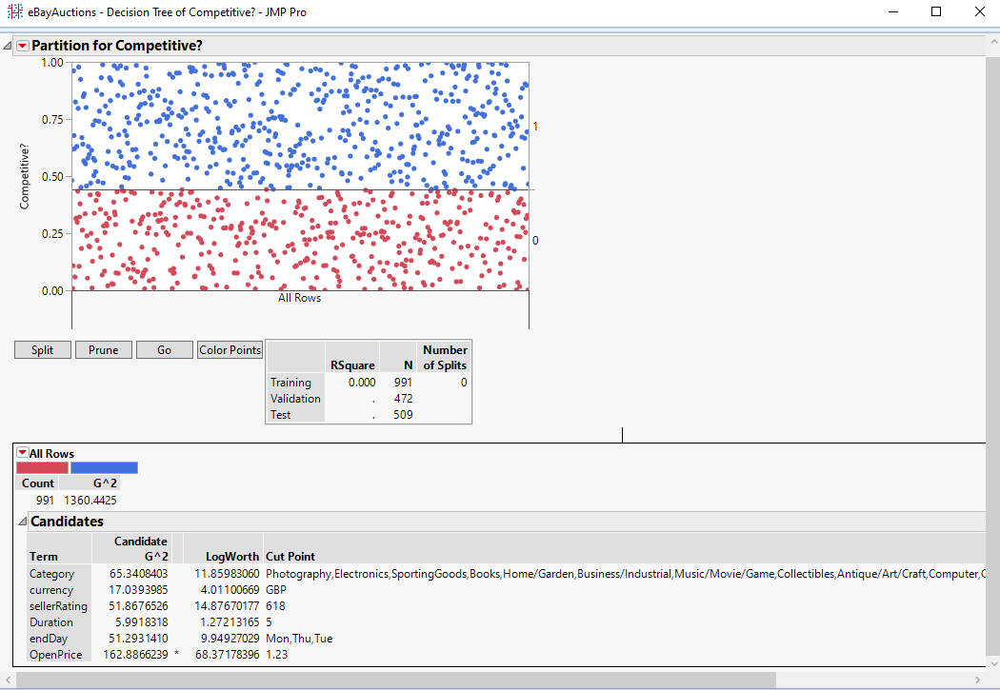 eBayAuctions - Decision Tree of Competitive? - JMP Pro
Partition for Competitive?
1.00
0.75
0.50
0.25
0.00
Competitive?
1
0
All Rows
Split Prune Go Color Points
RSquare N Number of Splits
Training 0.000 991 0
Validation . 472
Test . 509
All Rows
Count G^2
991 1360.4425
Candidates
Term Candidate G^2 LogWorth Cut Point
Category 65.3408403 11.85983060 Photography,Electronics,SportingGoods,Books,Home/Garden,Business/Industrial,Music/Movie/Game,Collectibles,Antique/Art/Craft,Computer,
currency 17.0393985 4.01100669 GBP
sellerRating 51.8676526 14.87670177 618
Duration 5.9918318 1.27213165 5
endDay 51.2931410 9.94927029 Mon,Thu,Tue
OpenPrice 162.8866239 * 68.37178396 1.23